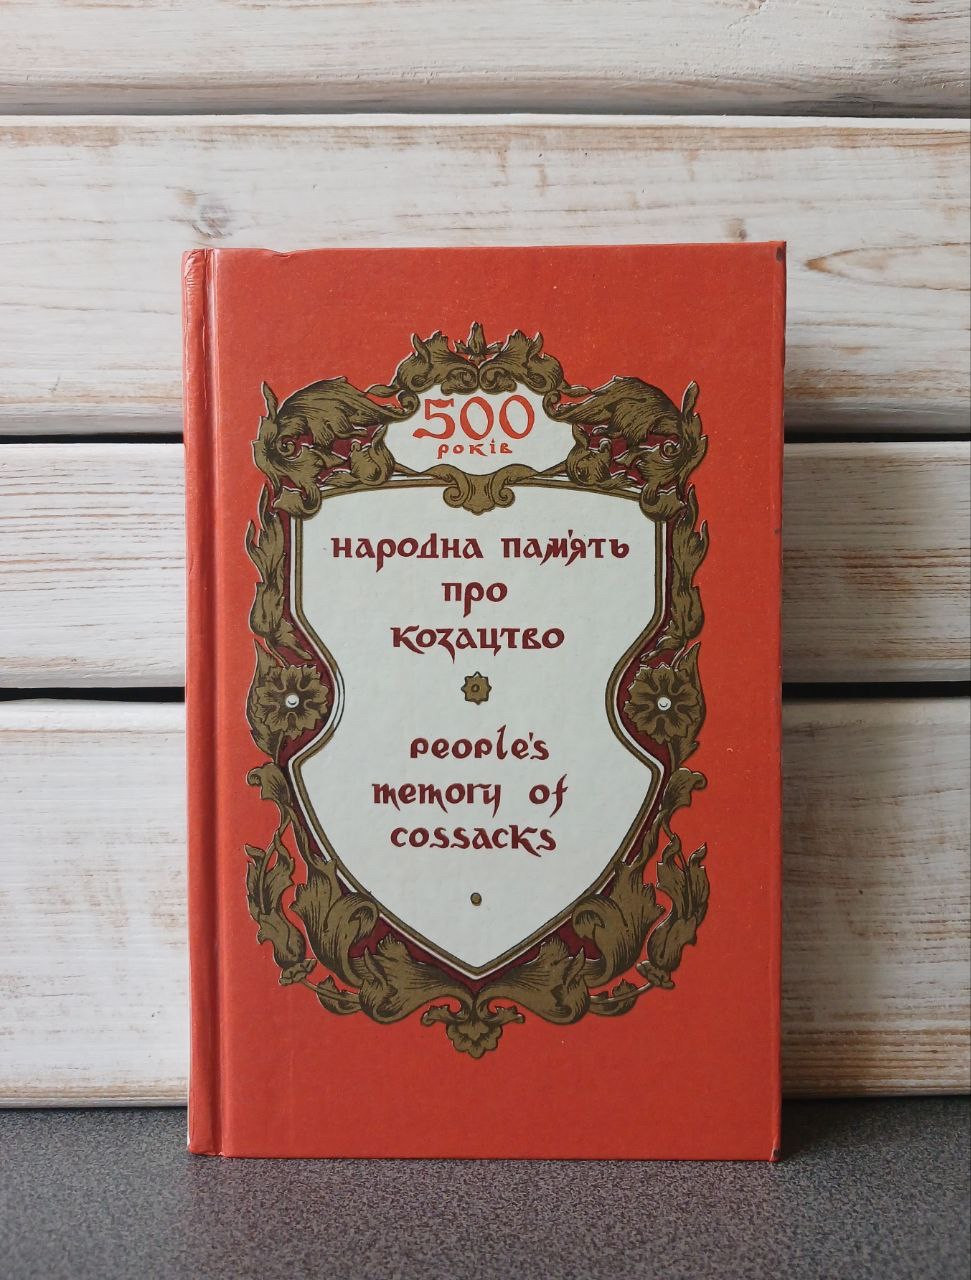 500
років
народна пам'ять
про
козацтво
people's
memory of
cossacks